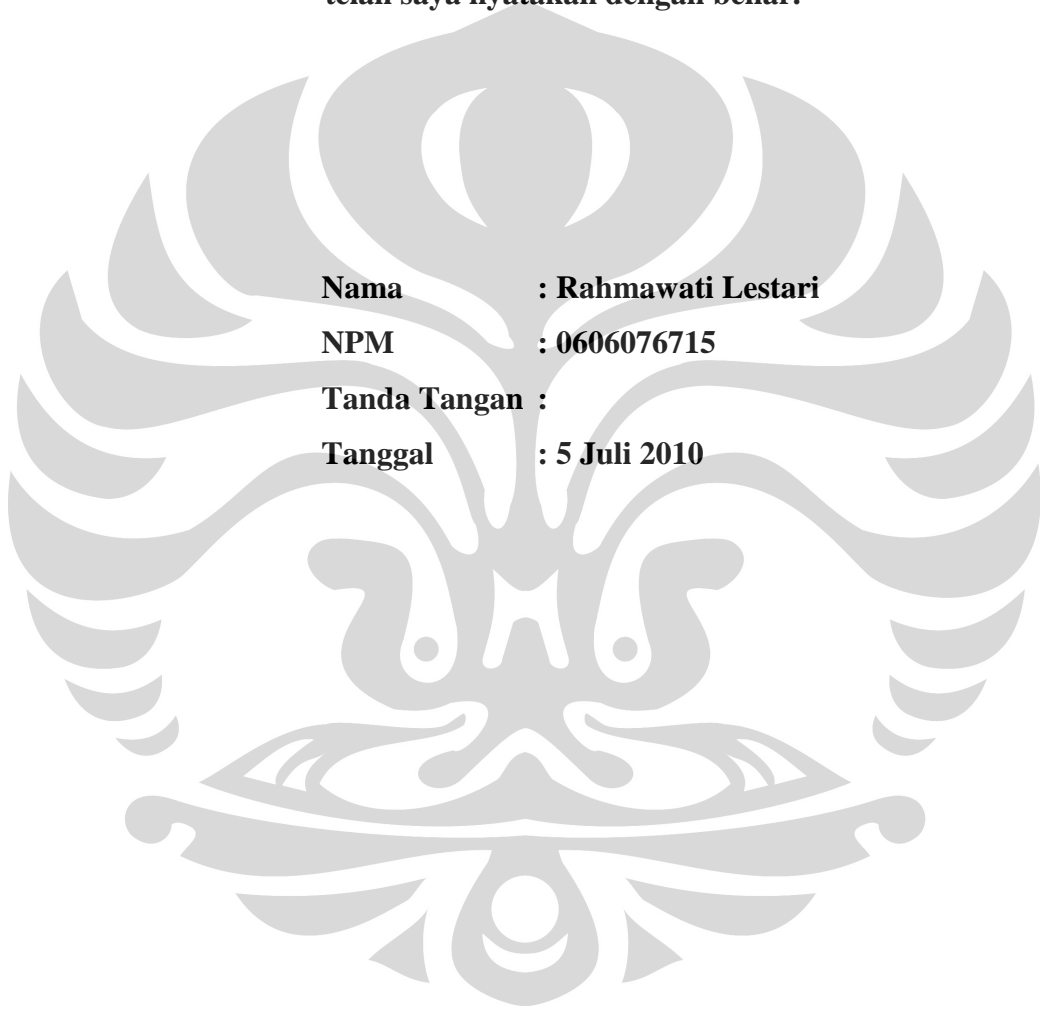 telah saya nyatakan dengan benar.
Nama : Rahmawati Lestari
NPM : 0606076715
Tanda Tangan :
Tanggal : 5 Juli 2010